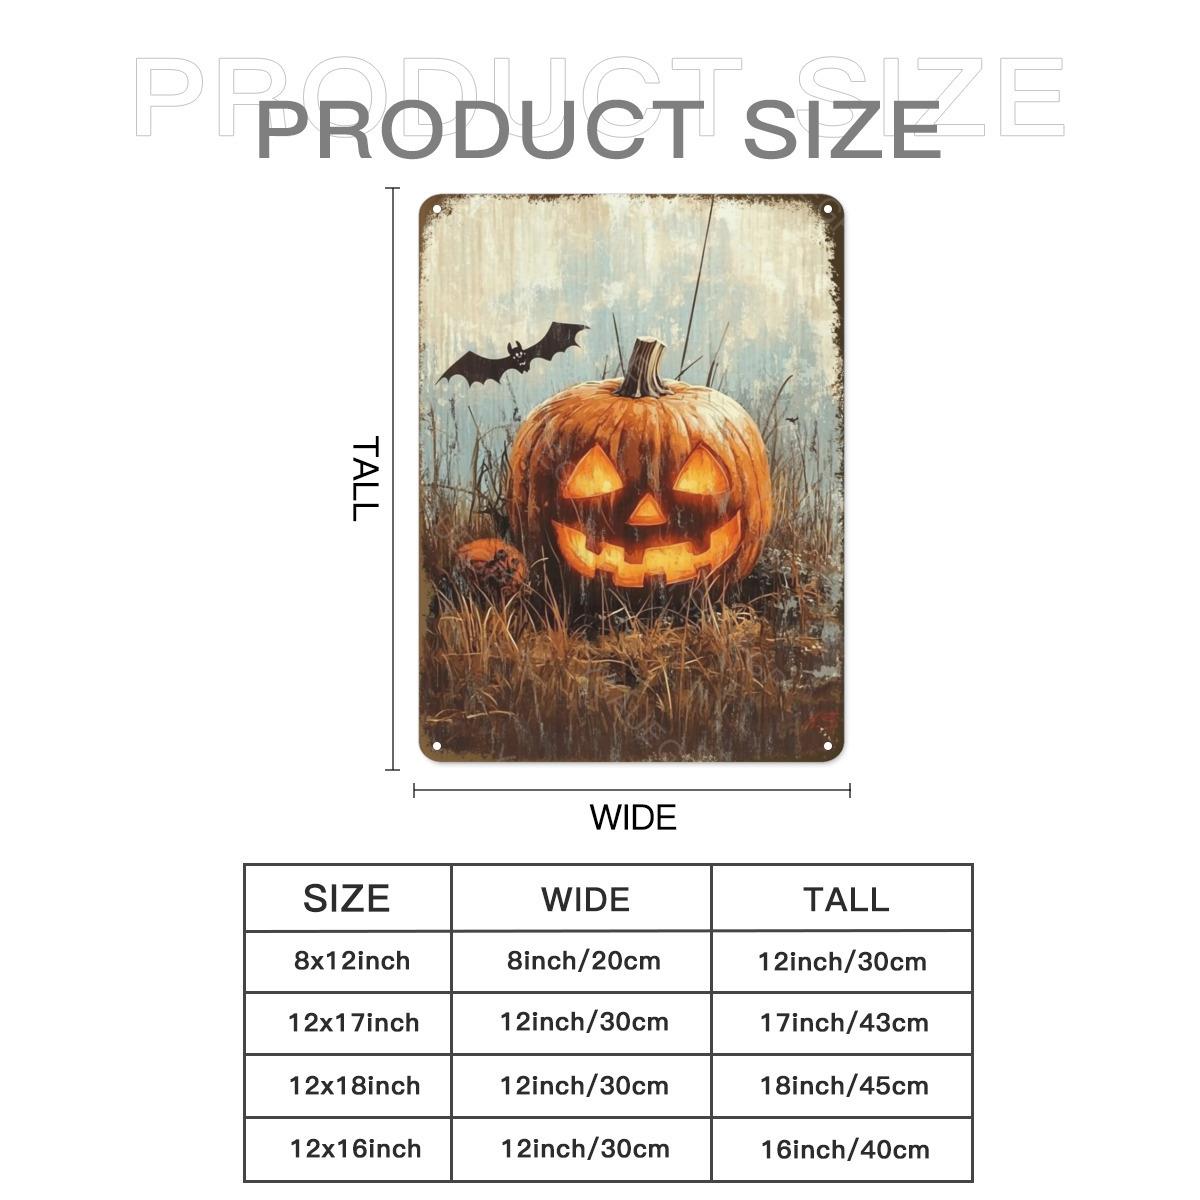 PRODUCT SIZE
PRODUCT SIZE
TALL
WIDE
SIZE WIDE TALL
8x12inch 8inch/20cm 12inch/30cm
12x17inch 12inch/30cm 17inch/43cm
12x18inch 12inch/30cm 18inch/45cm
12x16inch 12inch/30cm 16inch/40cm